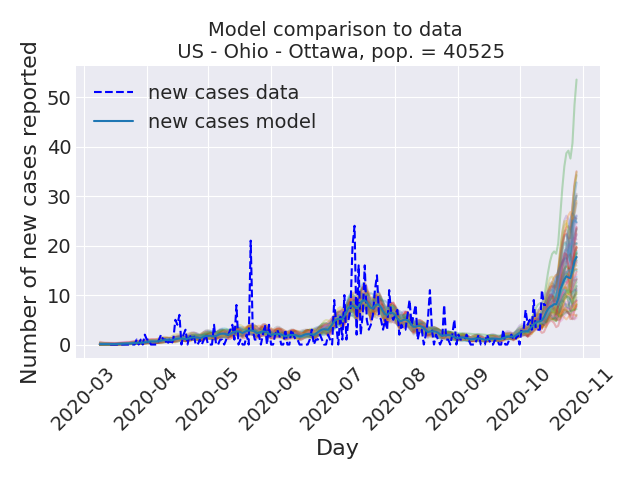 Model comparison to data
US - Ohio - Ottawa, pop. = 40525
Number of new cases reported
50
40
30
20
10
0
new cases data
new cases model
2020-03
2020-04
2020-05
2020-06
2020-07
2020-08
2020-09
2020-10
2020-11
Day